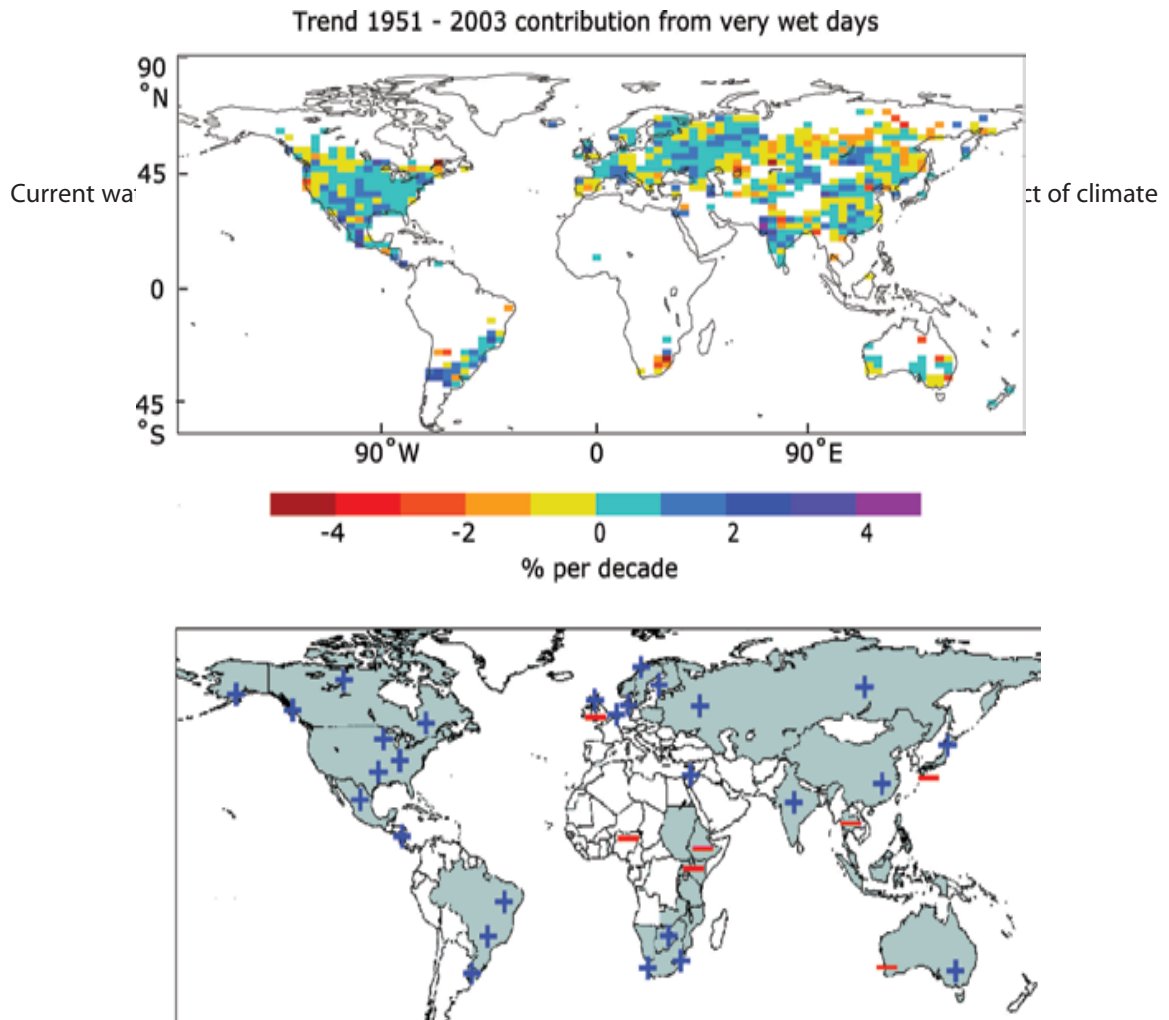 Trend 1951 - 2003 contribution from very wet days
90
°N
45
Current wat
ct of climate
0
45
°S
90°W 0 90°E
-4 -2 0 2 4
% per decade